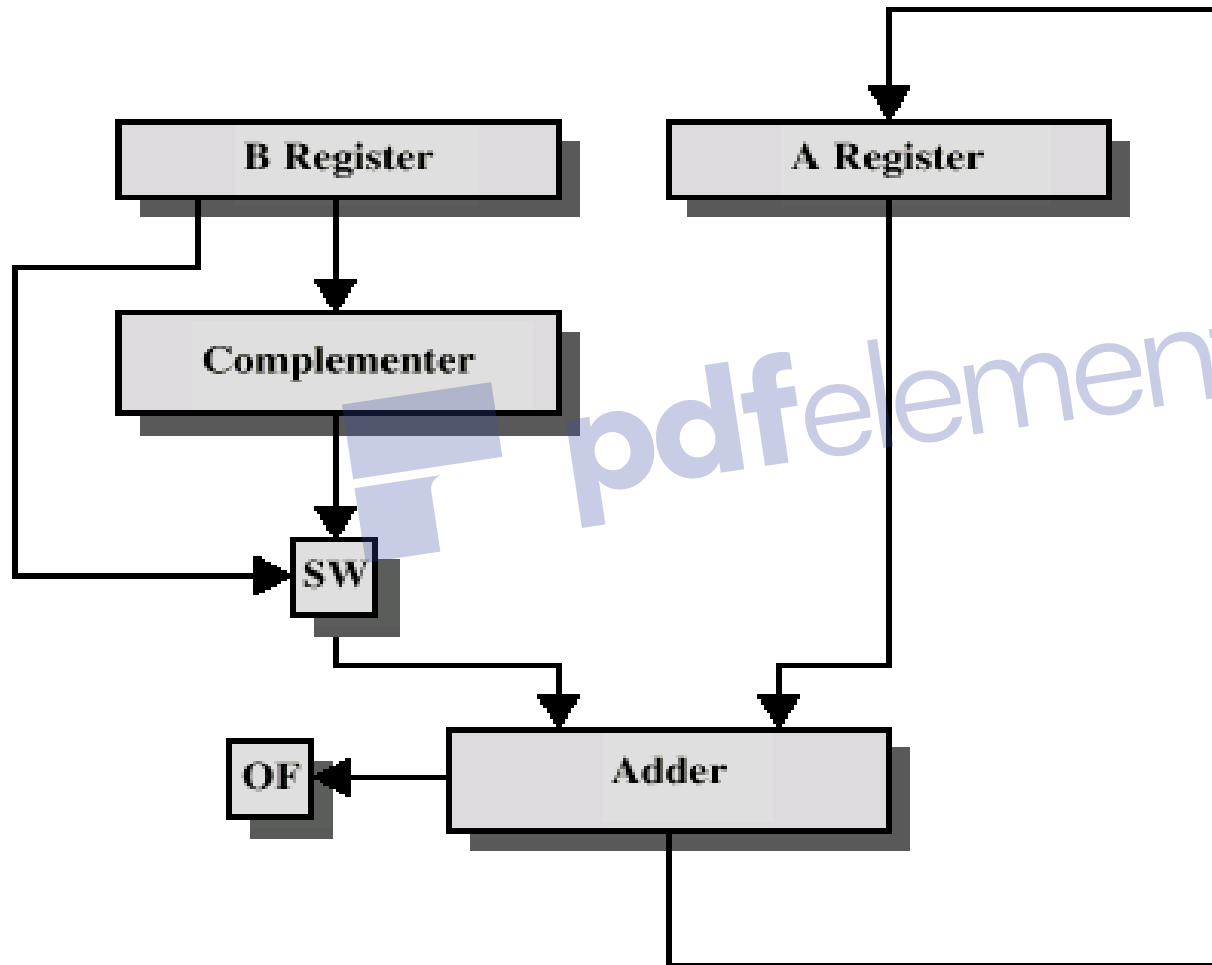 B Register
A Register
Complementer
pdfelement
SW
OF
Adder